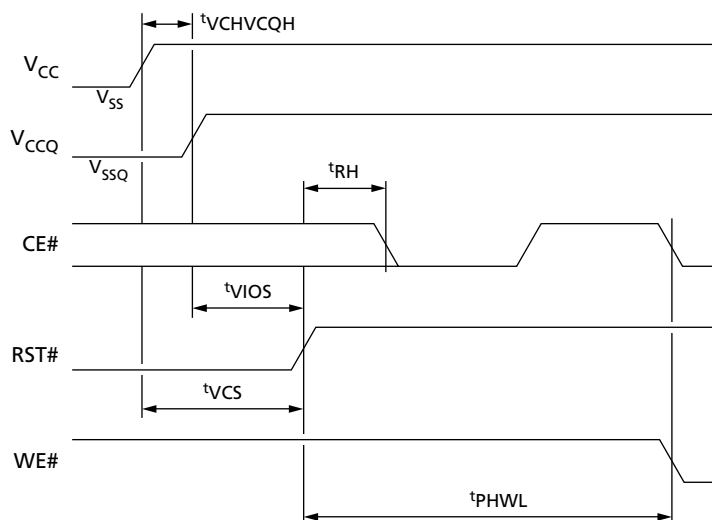 tVCHVCQH
VCC
VSS
VCCQ
VSSQ
tRH
CE#
tVIOS
RST#
tVCS
WE#
tPHWL